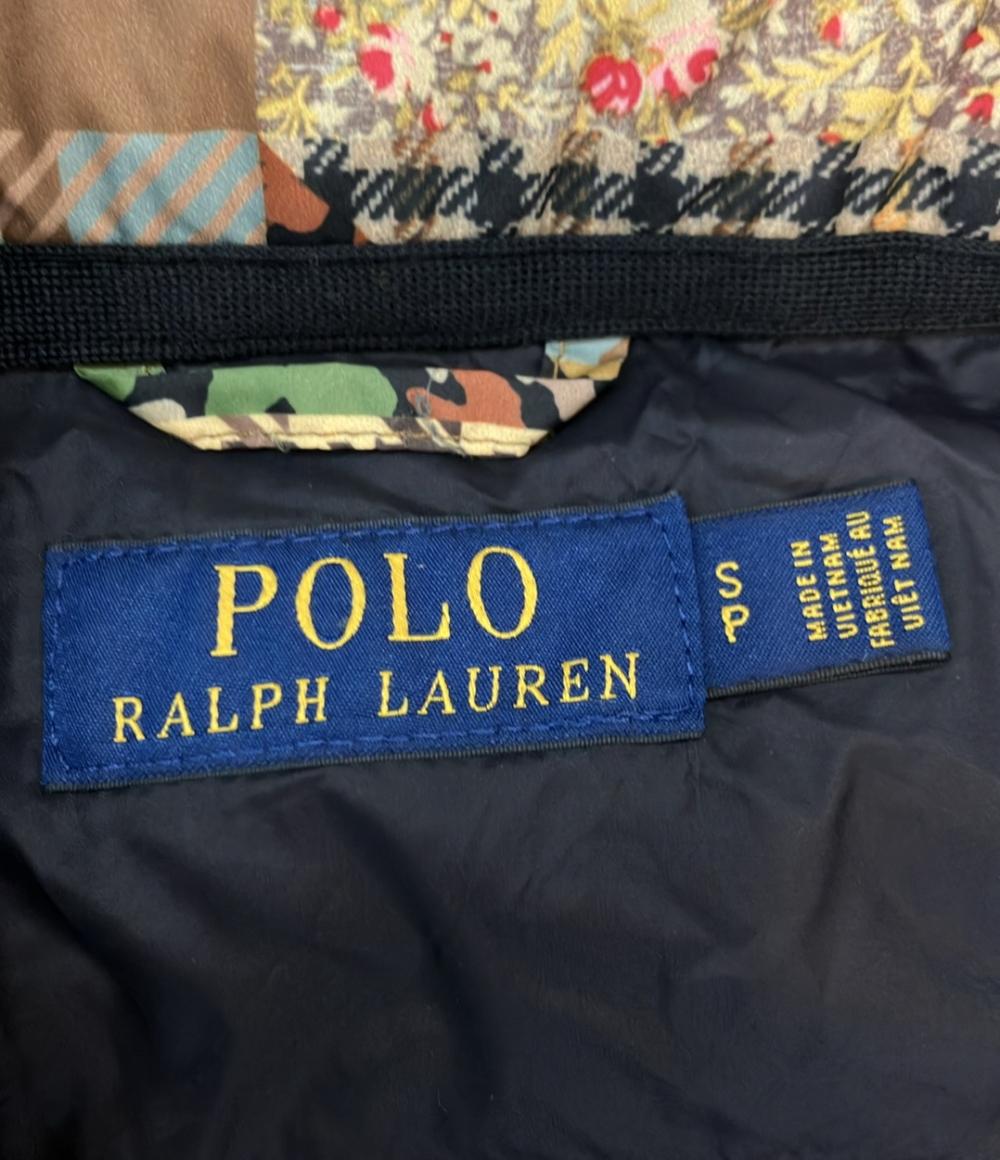 POLO
RALPH LAUREN
S
P
MADE IN
VIETNAM
FABRIQUÉ AU
VIÊT NAM